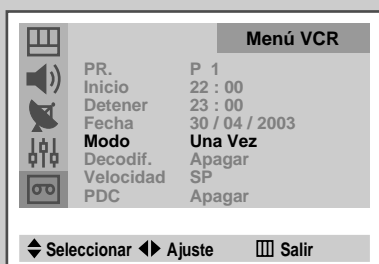 Menú VCR
PR. P 1
Inicio 22 : 00
Detener 23 : 00
Fecha 30 / 04 / 2003
Modo Una Vez
Decodif. Apagar
Velocidad SP
PDC Apagar
Seleccionar Ajuste Salir